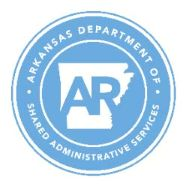 ARKANSAS DEPARTMENT OF
AR
SHARED ADMINISTRATIVE SERVICES